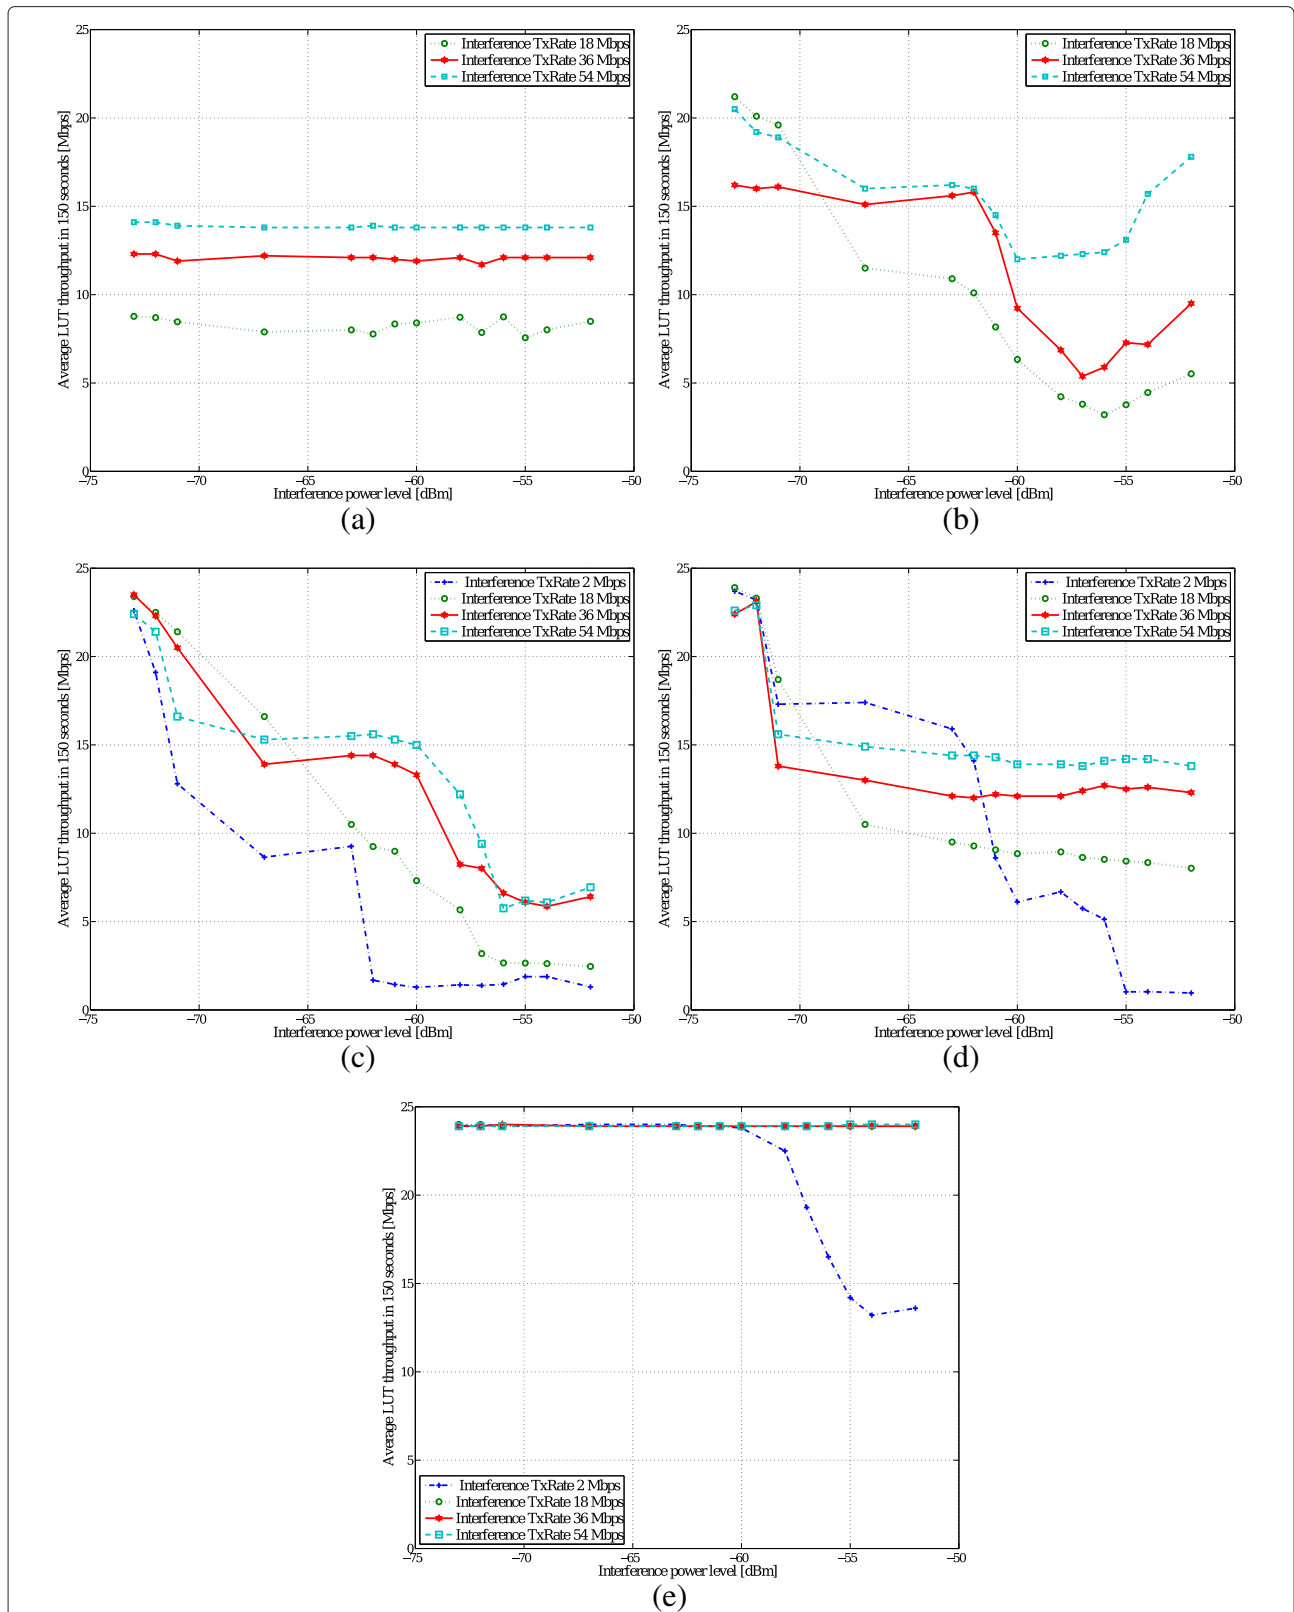 25
20
15
10
5
0
Average LUT throughput in 150 seconds [Mbps]
Interference TxRate 18 Mbps
Interference TxRate 36 Mbps
Interference TxRate 54 Mbps
−75 −70 −65 −60 −55 −50
Interference power level [dBm]
(a)
25
20
15
10
5
0
Average LUT throughput in 150 seconds [Mbps]
Interference TxRate 18 Mbps
Interference TxRate 36 Mbps
Interference TxRate 54 Mbps
−75 −70 −65 −60 −55 −50
Interference power level [dBm]
(b)
25
20
15
10
5
0
Average LUT throughput in 150 seconds [Mbps]
Interference TxRate 2 Mbps
Interference TxRate 18 Mbps
Interference TxRate 36 Mbps
Interference TxRate 54 Mbps
−75 −70 −65 −60 −55 −50
Interference power level [dBm]
(c)
25
20
15
10
5
0
Average LUT throughput in 150 seconds [Mbps]
Interference TxRate 2 Mbps
Interference TxRate 18 Mbps
Interference TxRate 36 Mbps
Interference TxRate 54 Mbps
−75 −70 −65 −60 −55 −50
Interference power level [dBm]
(d)
25
20
15
10
5
0
Average LUT throughput in 150 seconds [Mbps]
Interference TxRate 2 Mbps
Interference TxRate 18 Mbps
Interference TxRate 36 Mbps
Interference TxRate 54 Mbps
−75 −70 −65 −60 −55 −50
Interference power level [dBm]
(e)